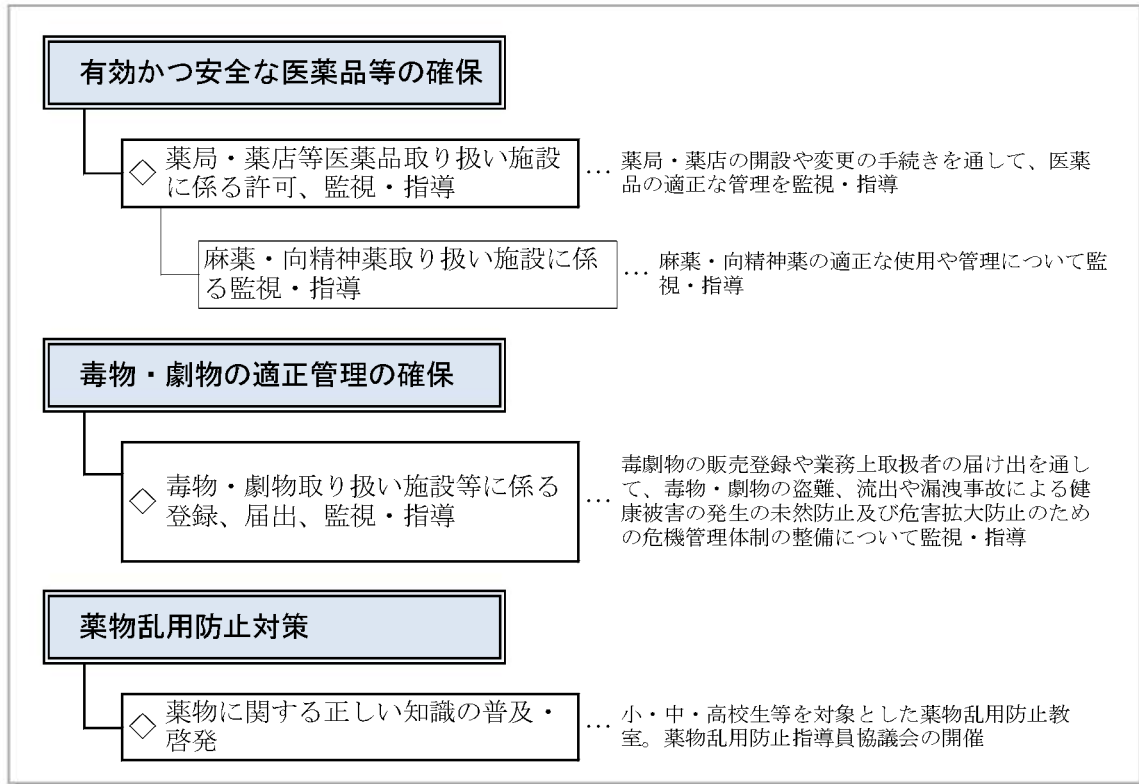 有効かつ安全な医薬品等の確保
◇ 薬局・薬店等医薬品取り扱い施設
に係る許可、監視・指導
… 薬局・薬店の開設や変更の手続きを通して、医薬
品の適正な管理を監視・指導
麻薬・向精神薬取り扱い施設に係
る監視・指導
… 麻薬・向精神薬の適正な使用や管理について監
視・指導
毒物・劇物の適正管理の確保
◇ 毒物・劇物取り扱い施設等に係る
登録、届出、監視・指導
… 毒劇物の販売登録や業務上取扱者の届け出を通し
て、毒物・劇物の盗難、流出や漏洩事故による健
康被害の発生の未然防止及び危害拡大防止のため
の危機管理体制の整備について監視・指導
薬物乱用防止対策
◇ 薬物に関する正しい知識の普及・
啓発
… 小・中・高校生等を対象とした薬物乱用防止教
室。薬物乱用防止指導員協議会の開催